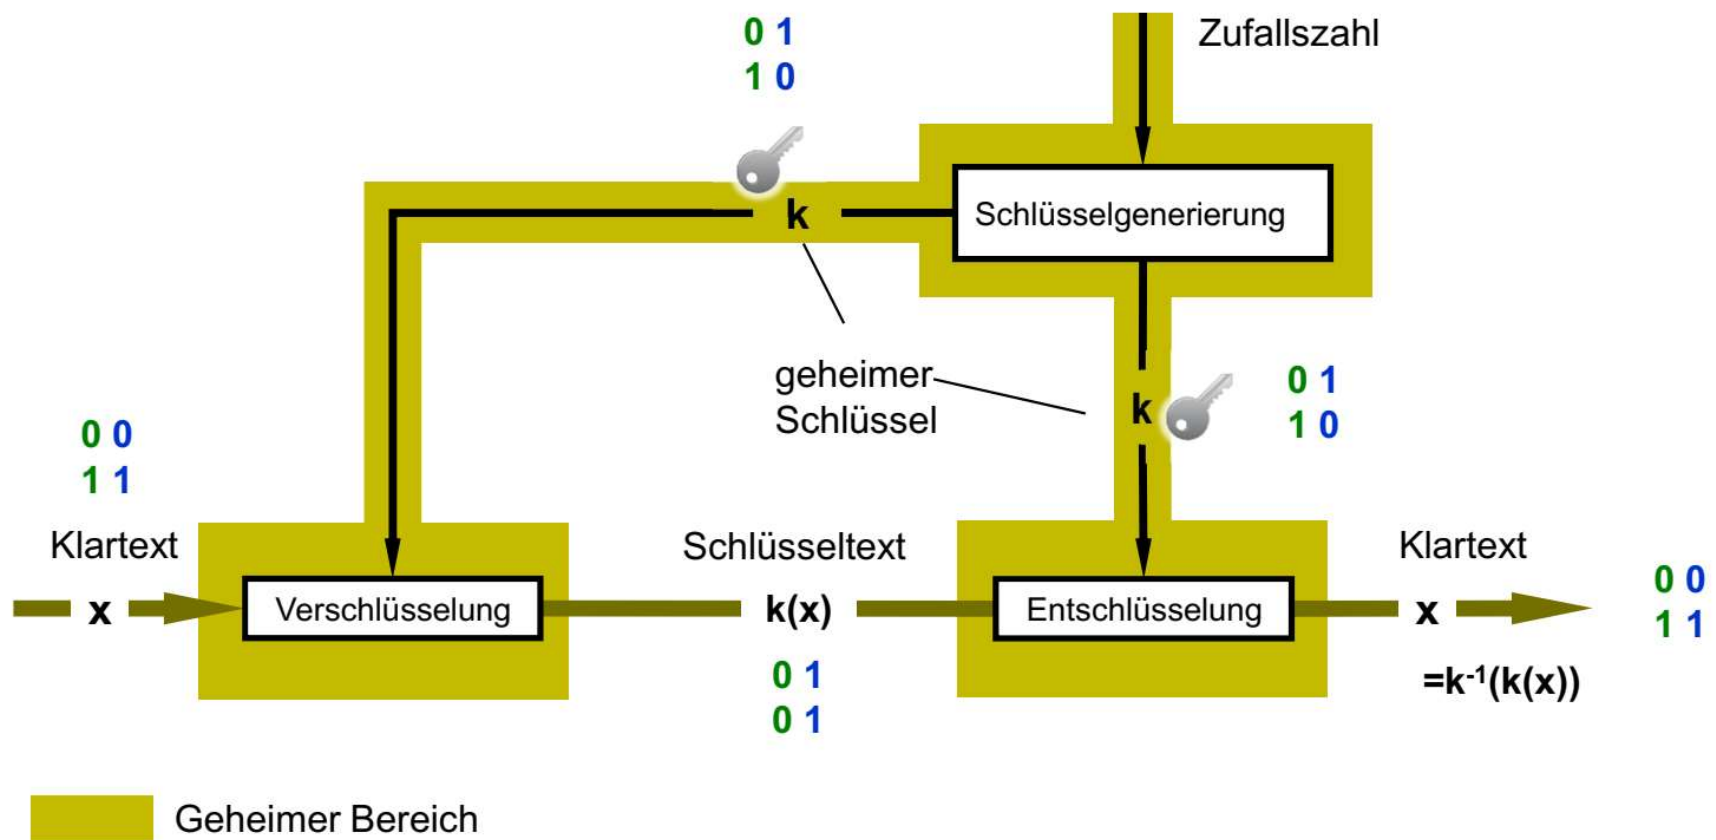 0 1
1 0
Zufallszahl
Schlüsselgenerierung
k
geheimer
Schlüssel
k
0 1
1 0
0 0
1 1
Klartext
Schlüsseltext
Klartext
x
Verschlüsselung
k(x)
Entschlüsselung
x
0 0
1 1
0 1
0 1
=k⁻¹(k(x))
Geheimer Bereich